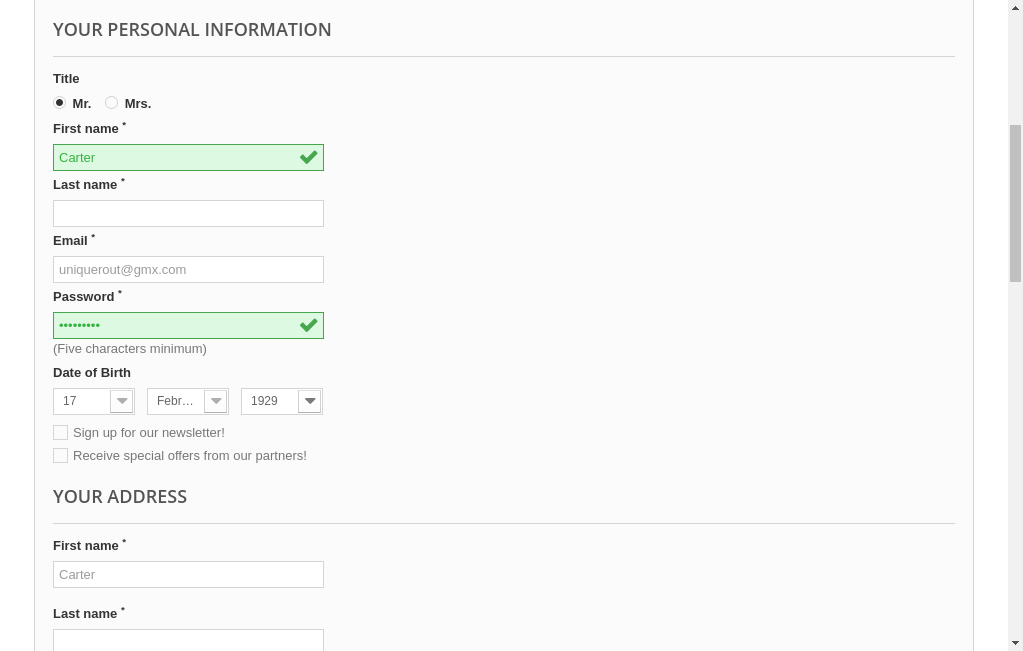 YOUR PERSONAL INFORMATION
Title
Mr. Mrs.
First name *
Carter
Last name *
Email *
uniquerout@gmx.com
Password *
•••••••••
(Five characters minimum)
Date of Birth
17 Febr… 1929
Sign up for our newsletter!
Receive special offers from our partners!
YOUR ADDRESS
First name *
Carter
Last name *